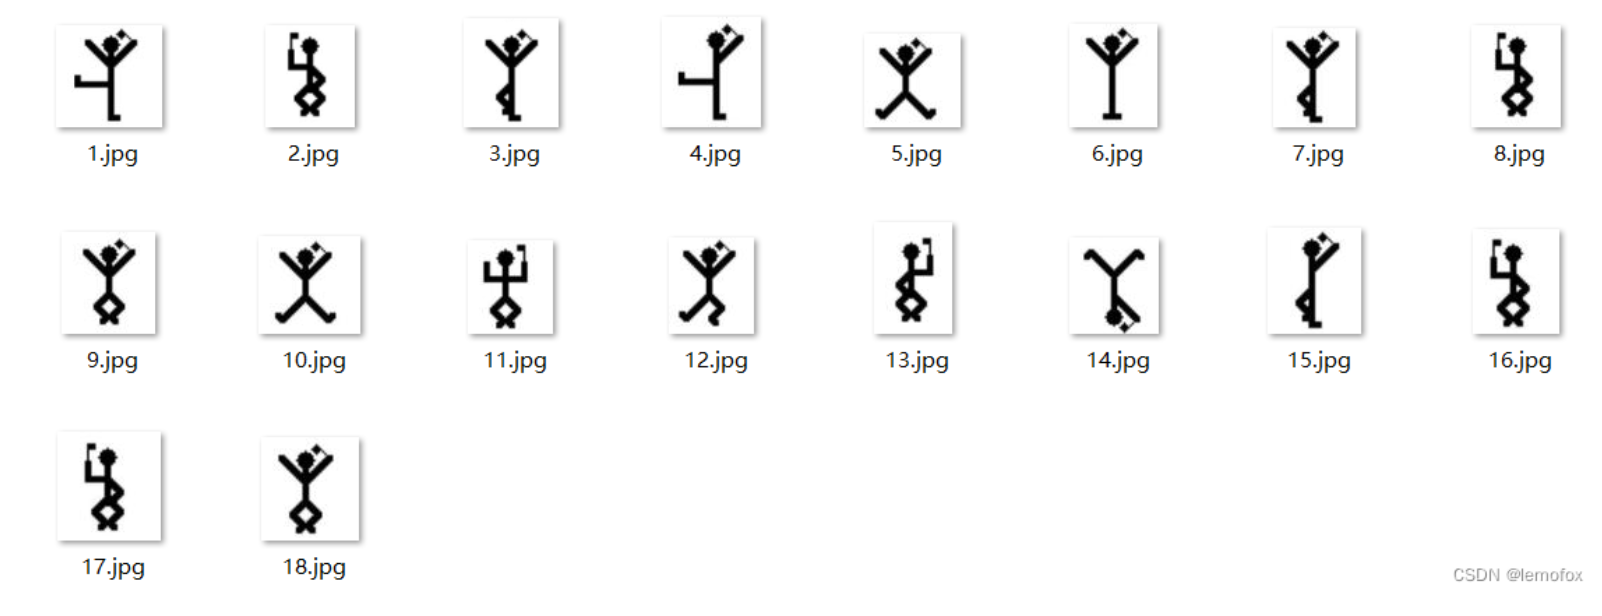 1.jpg 2.jpg 3.jpg 4.jpg 5.jpg 6.jpg 7.jpg 8.jpg
9.jpg 10.jpg 11.jpg 12.jpg 13.jpg 14.jpg 15.jpg 16.jpg
17.jpg 18.jpg
CSDN @lemofox